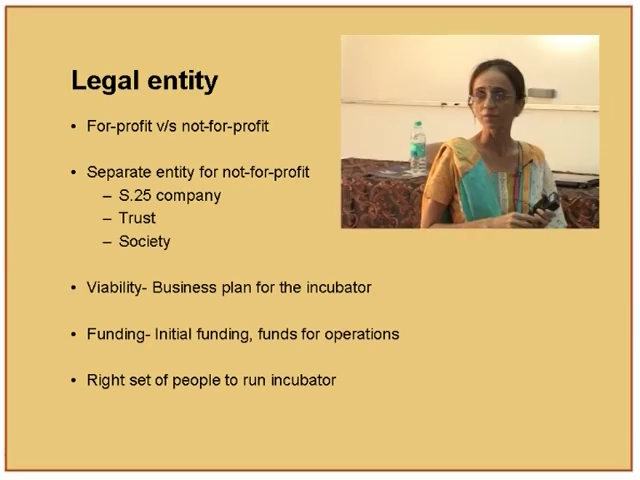 Legal entity
• For-profit v/s not-for-profit
• Separate entity for not-for-profit
– S.25 company
– Trust
– Society
• Viability- Business plan for the incubator
• Funding- Initial funding, funds for operations
• Right set of people to run incubator